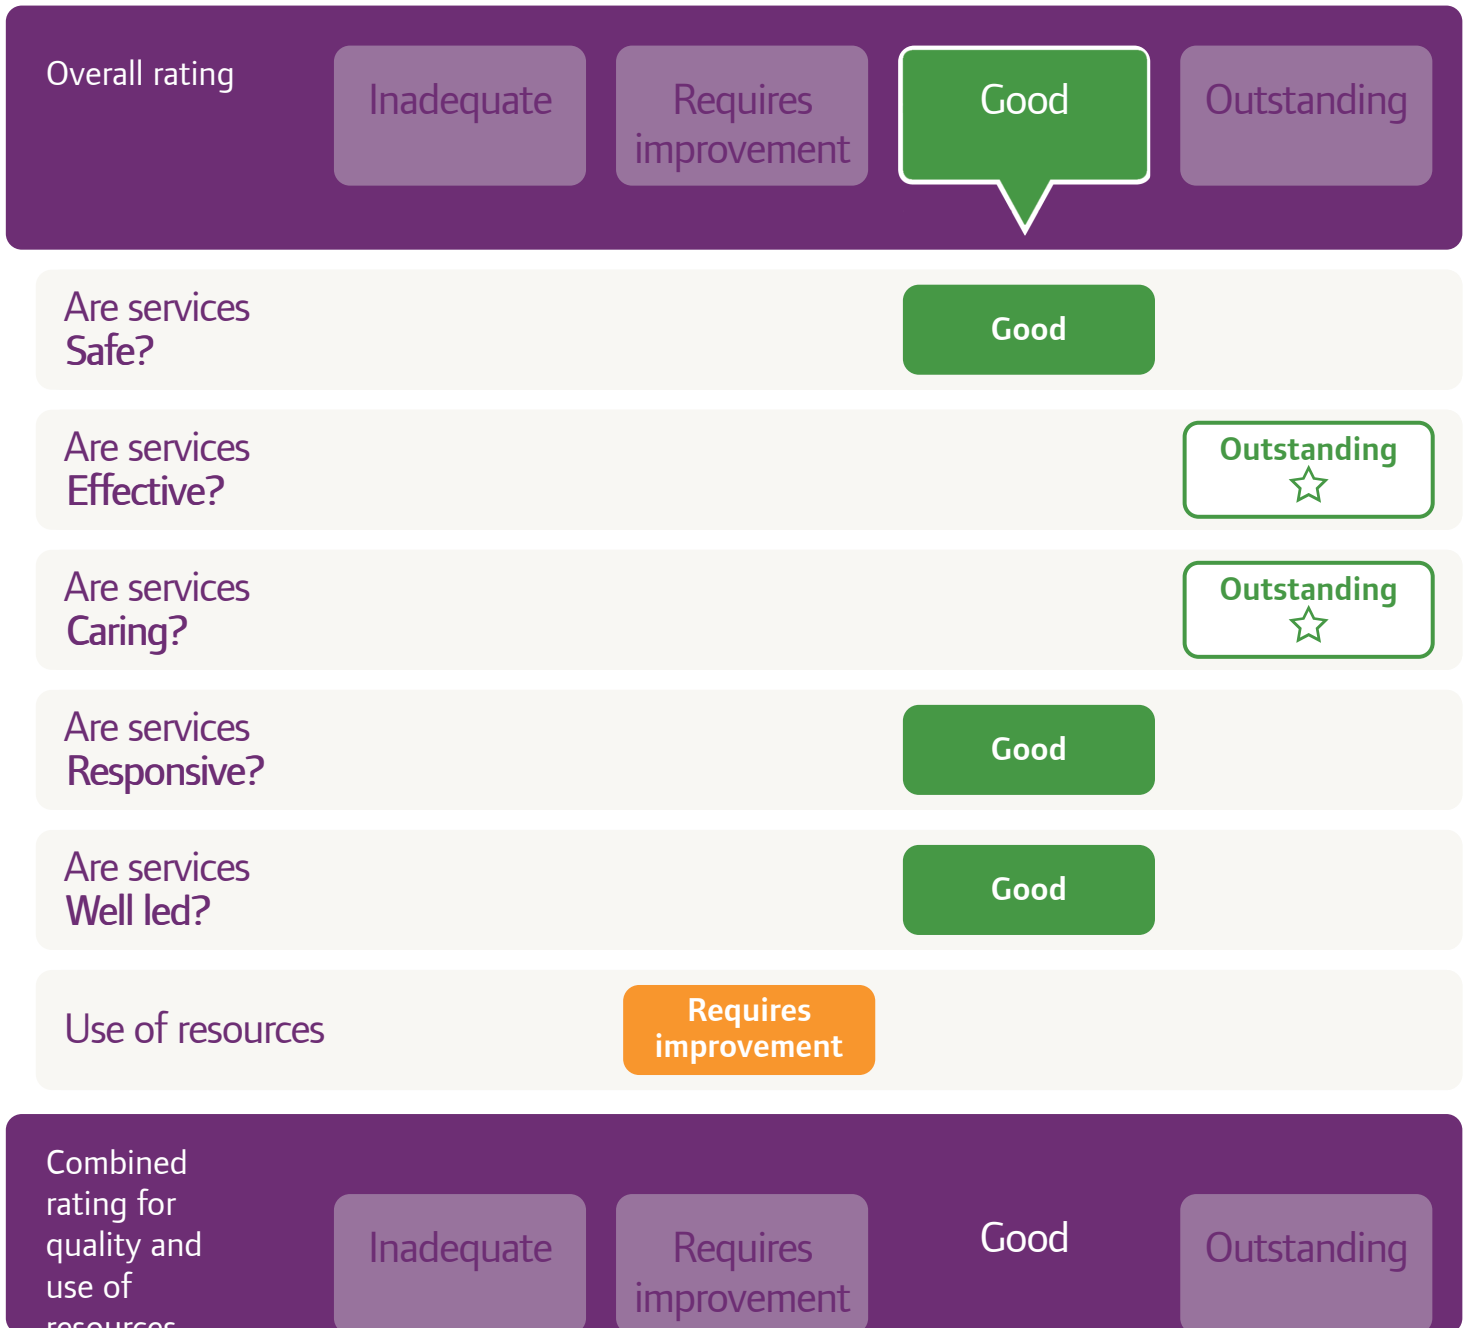 Overall rating
Inadequate
Requires
improvement
Good
Outstanding
Are services
Safe?
Good
Are services
Effective?
Outstanding
Are services
Caring?
Outstanding
Are services
Responsive?
Good
Are services
Well led?
Good
Use of resources
Requires
improvement
Combined
rating for
quality and
use of
resources
Inadequate
Requires
improvement
Good
Outstanding